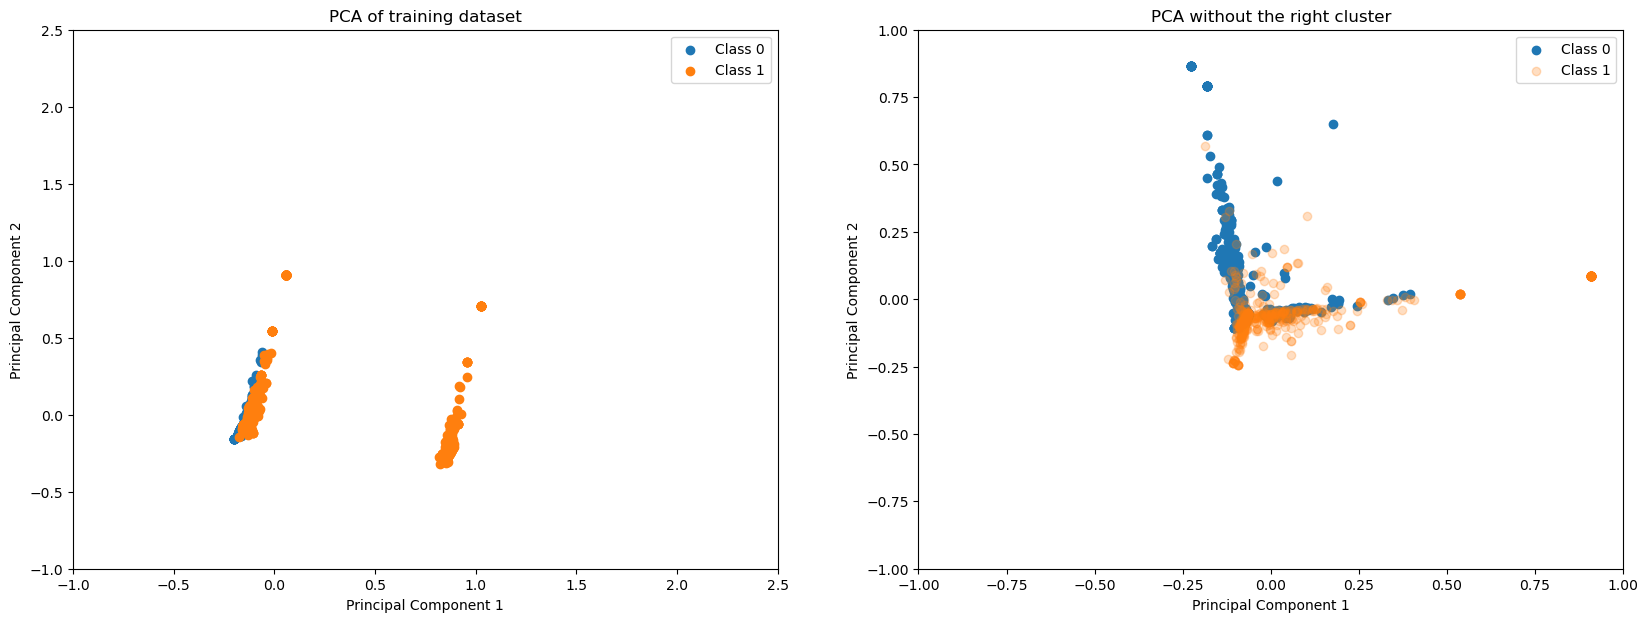 PCA of training dataset
2.5
2.0
1.5
1.0
0.5
0.0
−0.5
−1.0
Principal Component 2
Class 0
Class 1
−1.0 −0.5 0.0 0.5 1.0 1.5 2.0 2.5
Principal Component 1
PCA without the right cluster
1.00
0.75
0.50
0.25
0.00
−0.25
−0.50
−0.75
−1.00
Principal Component 2
Class 0
Class 1
−1.00 −0.75 −0.50 −0.25 0.00 0.25 0.50 0.75 1.00
Principal Component 1